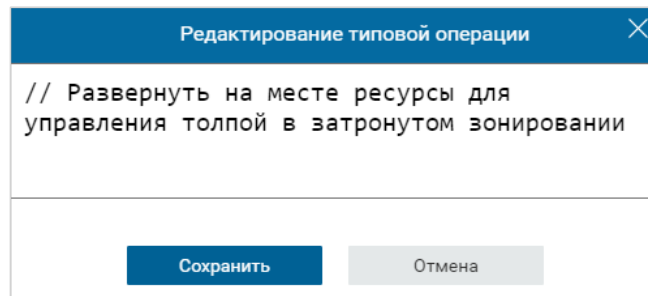 Редактирование типовой операции
// Развернуть на месте ресурсы для
управления толпой в затронутом зонировании
Сохранить
Отмена